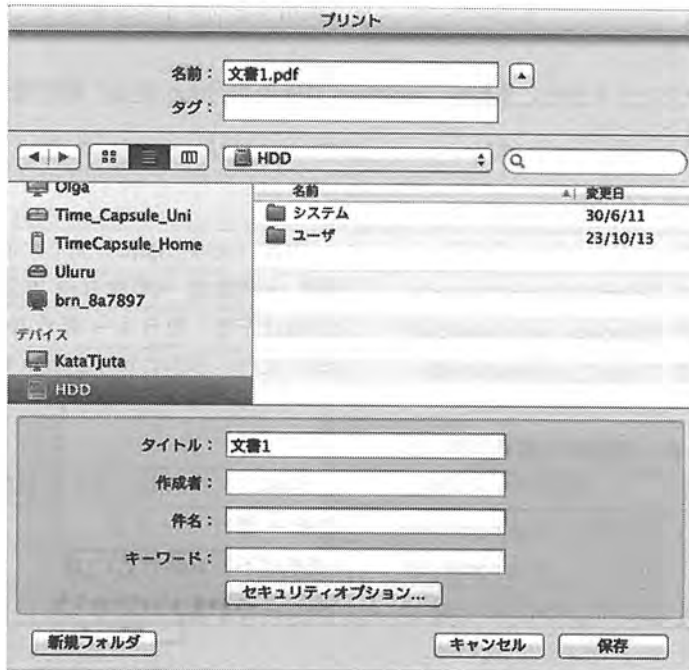 プリント
名前：文書1.pdf
タグ：
HDD
Olga
Time_Capsule_Uni
TimeCapsule_Home
Uluru
brn_8a7897
デバイス
KataTjuta
HDD
名前 変更日
システム 30/6/11
ユーザ 23/10/13
タイトル：文書1
作成者：
件名：
キーワード：
セキュリティオプション...
新規フォルダ キャンセル 保存